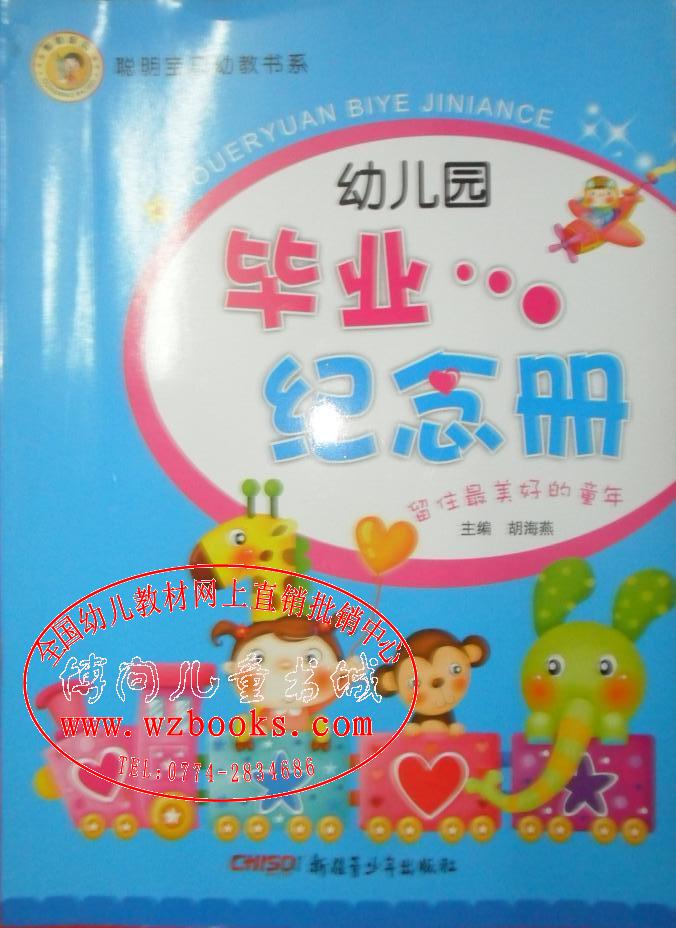 聪明宝贝幼教书系
YOUERYUAN BIYE JINIANCE
幼儿园
毕业
纪念册
留住最美好的童年
主编 胡海燕
全国幼儿教材网上直销批销中心
博尚儿童书城
www.wzbooks.com
TEL:0774-2834686
CHISO 新疆青少年出版社